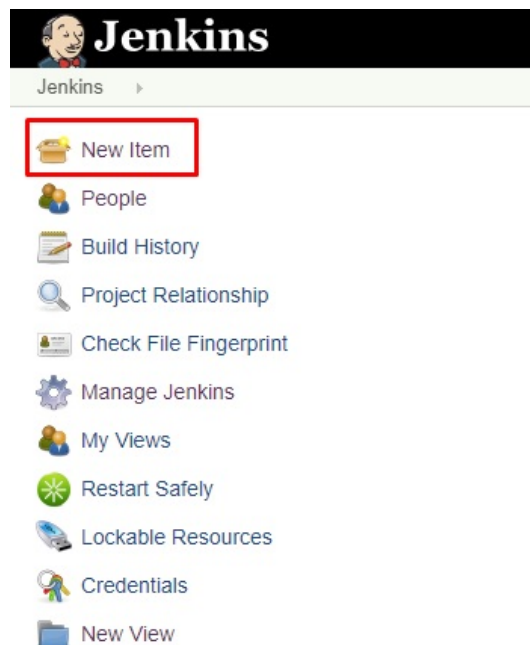 Jenkins
Jenkins
New Item
People
Build History
Project Relationship
Check File Fingerprint
Manage Jenkins
My Views
Restart Safely
Lockable Resources
Credentials
New View